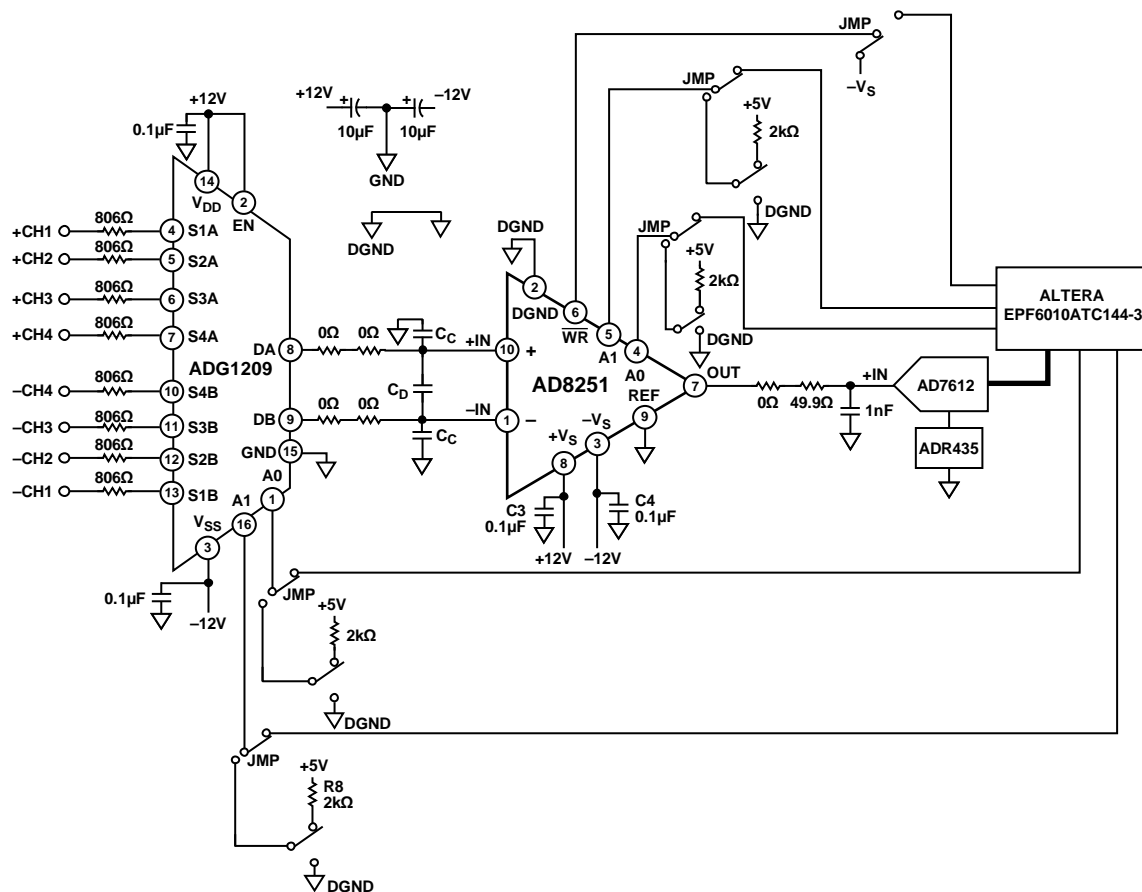 JMP
–VS
JMP
+5V
2kΩ
DGND
+12V
0.1µF
+12V
–12V
+
+
10µF
10µF
GND
DGND
14
VDD
2
EN
+CH1
806Ω
4
S1A
+CH2
806Ω
5
S2A
+CH3
806Ω
6
S3A
+CH4
806Ω
7
S4A
ADG1209
–CH4
806Ω
10
S4B
–CH3
806Ω
11
S3B
–CH2
806Ω
12
S2B
–CH1
806Ω
13
S1B
DA
8
0Ω
0Ω
CC
+IN
10
+
CD
DB
9
0Ω
0Ω
–IN
1
–
CC
GND
15
A0
1
A1
16
VSS
3
0.1µF
–12V
DGND
2
DGND
6
WR
5
A1
4
A0
AD8251
7
OUT
REF
9
–VS
3
+VS
8
C3
0.1µF
C4
0.1µF
+12V
–12V
JMP
+5V
2kΩ
DGND
0Ω
49.9Ω
+IN
1nF
AD7612
ADR435
ALTERA
EPF6010ATC144-3
JMP
+5V
2kΩ
DGND
JMP
+5V
R8
2kΩ
DGND